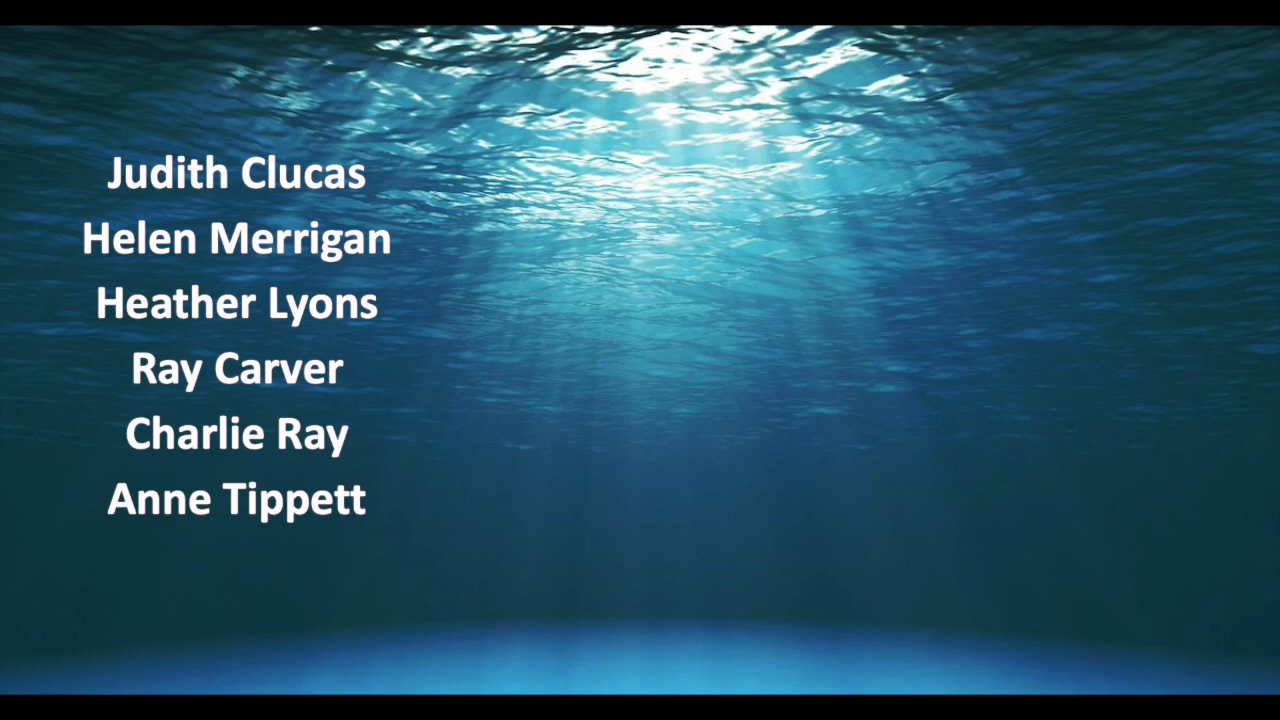 Judith Clucas
Helen Merrigan
Heather Lyons
Ray Carver
Charlie Ray
Anne Tippett